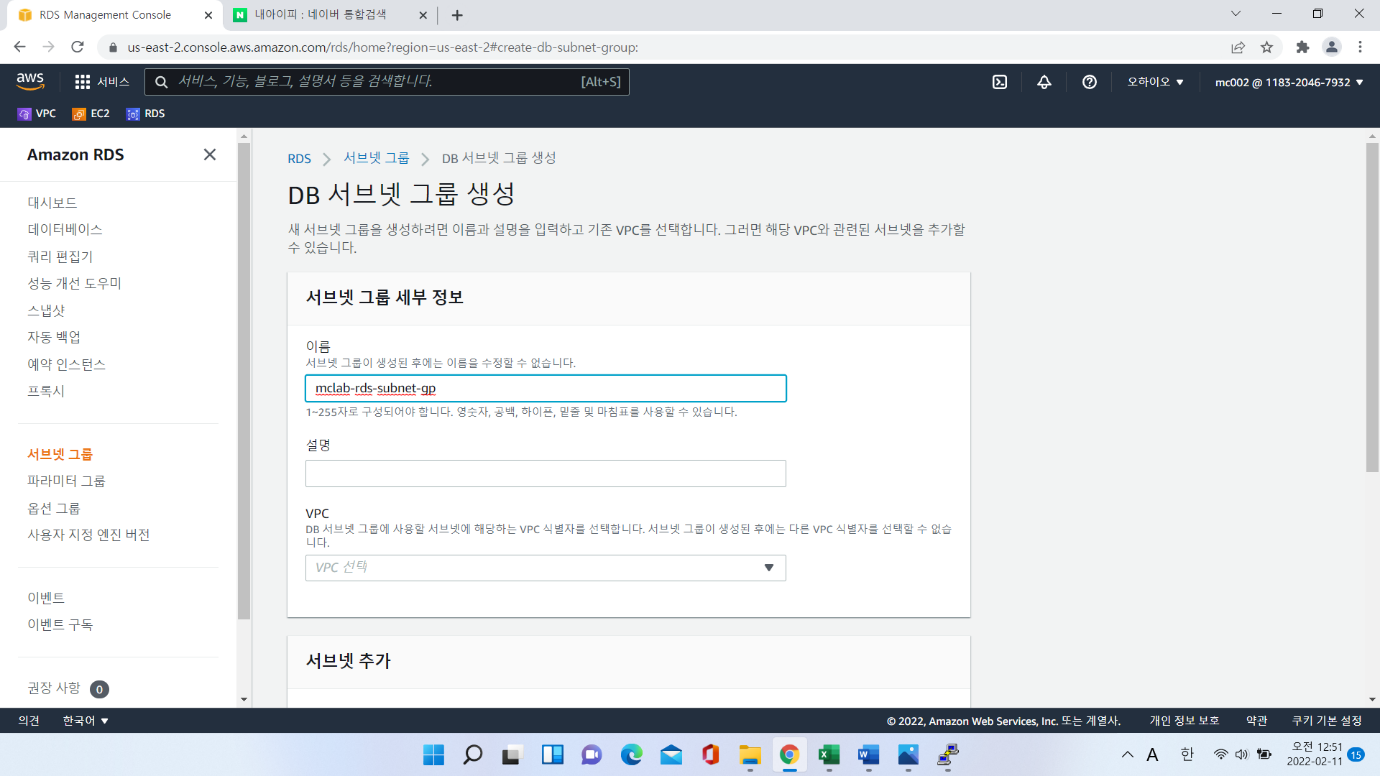 RDS Management Console
내아이피 : 네이버 통합검색
us-east-2.console.aws.amazon.com/rds/home?region=us-east-2#create-db-subnet-group:
aws
서비스
서비스, 기능, 블로그, 설명서 등을 검색합니다.
[Alt+S]
오하이오
mc002 @ 1183-2046-7932
VPC
EC2
RDS
Amazon RDS
대시보드
데이터베이스
쿼리 편집기
성능 개선 도우미
스냅샷
자동 백업
예약 인스턴스
프록시
서브넷 그룹
파라미터 그룹
옵션 그룹
사용자 지정 엔진 버전
이벤트
이벤트 구독
권장 사항 0
RDS > 서브넷 그룹 > DB 서브넷 그룹 생성
DB 서브넷 그룹 생성
새 서브넷 그룹을 생성하려면 이름과 설명을 입력하고 기존 VPC를 선택합니다. 그러면 해당 VPC와 관련된 서브넷을 추가할
수 있습니다.
서브넷 그룹 세부 정보
이름
서브넷 그룹이 생성된 후에는 이름을 수정할 수 없습니다.
mclab-rds-subnet-gp
1~255자로 구성되어야 합니다. 영숫자, 공백, 하이픈, 밑줄 및 마침표를 사용할 수 있습니다.
설명
VPC
DB 서브넷 그룹에 사용할 서브넷에 해당하는 VPC 식별자를 선택합니다. 서브넷 그룹이 생성된 후에는 다른 VPC 식별자를 선택할 수 없습
니다.
VPC 선택
서브넷 추가
의견
한국어
© 2022, Amazon Web Services, Inc. 또는 계열사.
개인 정보 보호
약관
쿠키 기본 설정
A
한
오전 12:51
2022-02-11
15